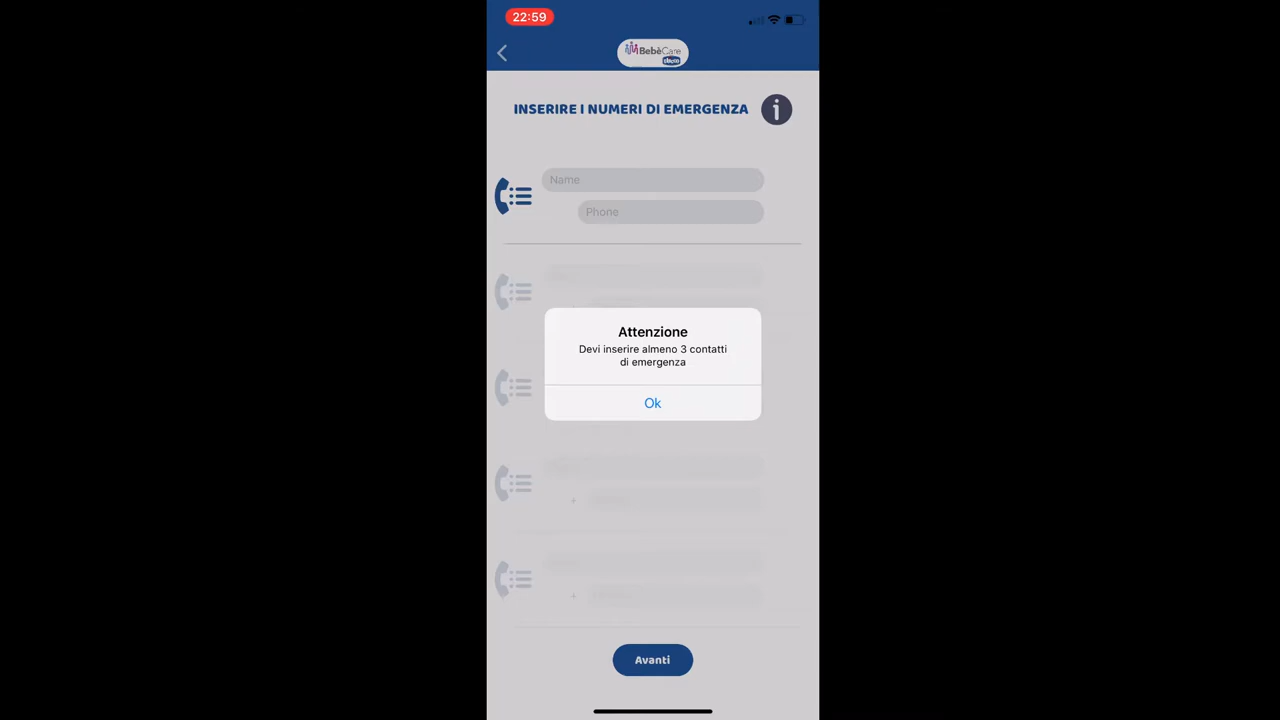 22:59
BebèCare
chicco
INSERIRE I NUMERI DI EMERGENZA
i
Name
Phone
Attenzione
Devi inserire almeno 3 contatti
di emergenza
Ok
+
+
Avanti